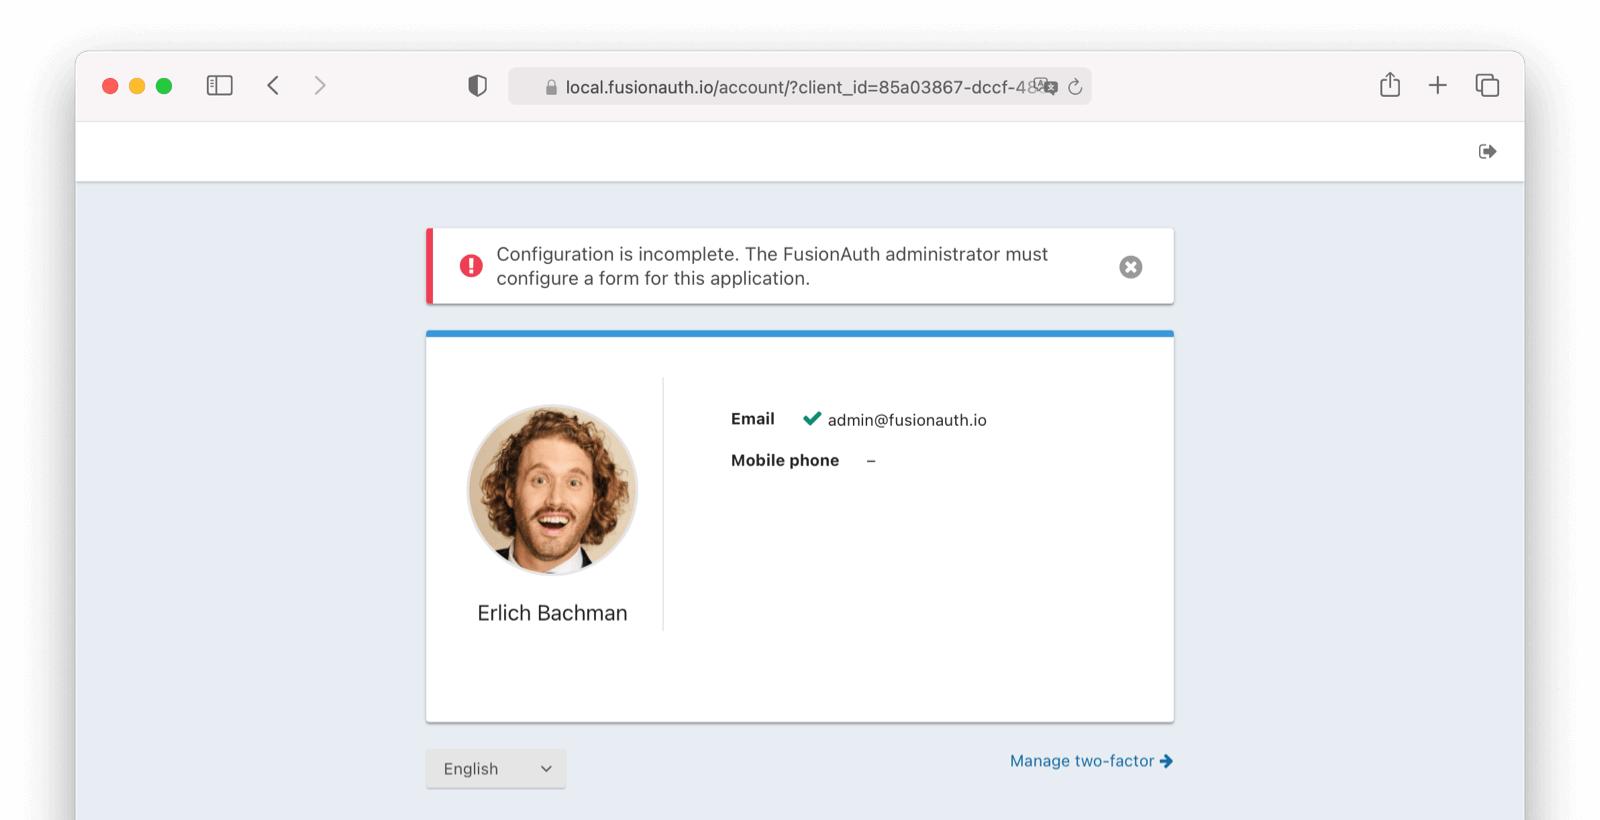 local.fusionauth.io/account/?client_id=85a03867-dccf-48
Configuration is incomplete. The FusionAuth administrator must
configure a form for this application.
Email admin@fusionauth.io
Mobile phone –
Erlich Bachman
English
Manage two-factor